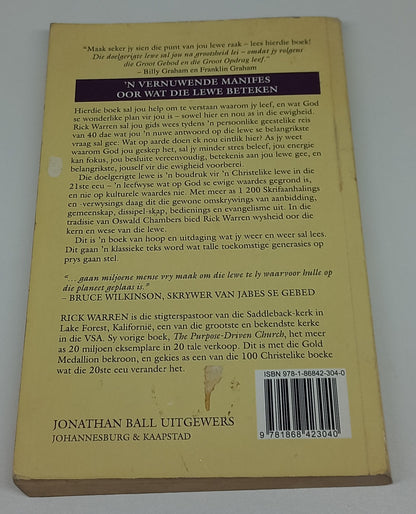 "Maak seker jy sien die punt van jou lewe raak – lees hierdie boek!
Die doelgerigte lewe sal jou na grootsheid lei – omdat jy volgens
die Groot Gebod en die Groot Opdrag leef."
– Billy Graham en Franklin Graham
'N VERNUWENDE MANIFES
OOR WAT DIE LEWE BETEKEN
Hierdie boek sal jou help om te verstaan waarom jy leef, en wat God
se wonderlike plan vir jou is – sowel hier en nou as in die ewigheid.
Rick Warren sal jou gids wees tydens 'n persoonlike geestelike reis
van 40 dae wat jou 'n nuwe antwoord op die lewe se belangrikste
vraag sal gee: Wat op aarde doek ek nou eintlik hier? As jy weet
waarom God jou geskep het, sal jy minder stres beleef, jou energie
kan fokus, jou besluite vereenvoudig, betekenis aan jou lewe gee, en
belangrikste, jouself vir die ewigheid voorberei.
Die doelgerigte lewe is 'n bloudruk vir 'n Christelike lewe in die
21ste eeu – 'n leefwyse wat op God se ewige waardes gegrond is,
en nie op kulturele waardes nie. Met meer as 1 200 Skrifaanhalings
en -verwysings daag dit die gewone omskrywings van aanbidding,
gemeenskap, dissipelskap, bedienings en evangelisme uit. In die
tradisie van Oswald Chambers bied Rick Warren wysheid oor die
kern en wese van die lewe.
Dit is 'n boek van hoop en uitdaging wat jy weer en weer sal lees.
Dit gaan 'n klassieke teks word wat talle toekomstige generasies op
prys gaan stel.
"…gaan miljoene mense vry maak om die lewe te ly waarvoor hulle op
die planeet geplaas is."
– BRUCE WILKINSON, SKRYWER VAN JABES SE GEBED
RICK WARREN is die stigterspastoor van die Saddleback-kerk in
Lake Forest, Kalifornië, een van die grootste en bekendste kerke
in die VSA. Sy vorige boek, The Purpose-Driven Church, het meer
as 20 miljoen eksemplare in 20 tale verkoop. Dit is met die Gold
Medallion bekroon, en gekies as een van die 100 Christelike boeke
wat die 20ste eeu verander het.
ISBN 978-1-86842-304-0
9 781868 423040
JONATHAN BALL UITGEWERS
JOHANNESBURG & KAAPSTAD